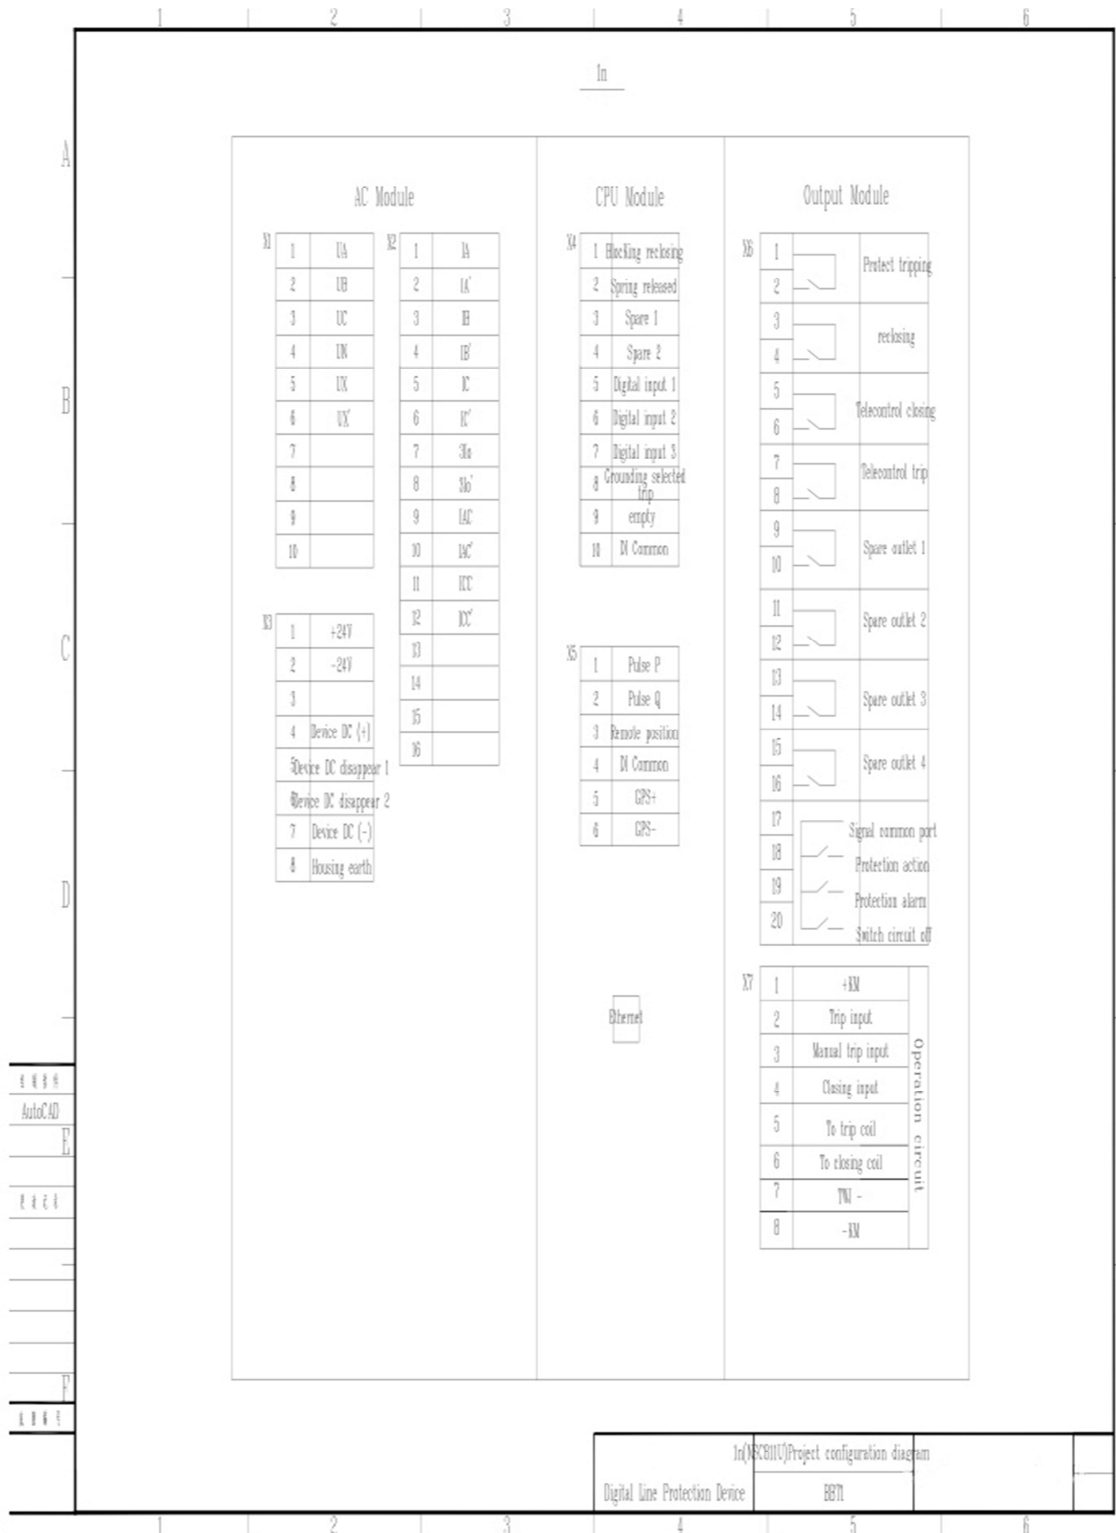 1 2 3 4 5 6
1n
A
B
C
D
E
F
AC Module
X1
1 UA
2 UB
3 UC
4 UN
5 UX
6 UX'
7
8
9
10
X2
1 IA
2 IA'
3 IB
4 IB'
5 IC
6 IC'
7 3Io
8 3Io'
9 IAC
10 IAC'
11 ICC
12 ICC'
13
14
15
16
X3
1 +24V
2 -24V
3
4 Device DC (+)
5 Device DC disappear 1
6 Device DC disappear 2
7 Device DC (-)
8 Housing earth
CPU Module
X4
1 Blocking reclosing
2 Spring released
3 Spare 1
4 Spare 2
5 Digital input 1
6 Digital input 2
7 Digital input 3
8 Grounding selected
trip
9 empty
10 DI Common
X5
1 Pulse P
2 Pulse Q
3 Remote position
4 DI Common
5 GPS+
6 GPS-
Ethernet
Output Module
X6
1
2
Protect tripping
3
4
reclosing
5
6
Telecontrol closing
7
8
Telecontrol trip
9
10
Spare outlet 1
11
12
Spare outlet 2
13
14
Spare outlet 3
15
16
Spare outlet 4
17 Signal common port
18 Protection action
19 Protection alarm
20 Switch circuit off
X7
1 +KM
2 Trip input
3 Manual trip input
4 Closing input
5 To trip coil
6 To closing coil
7 TWJ -
8 -KM
Operation circuit
AutoCAD
1n(NSC811U)Project configuration diagram
Digital Line Protection Device
1 2 3 4 5 6